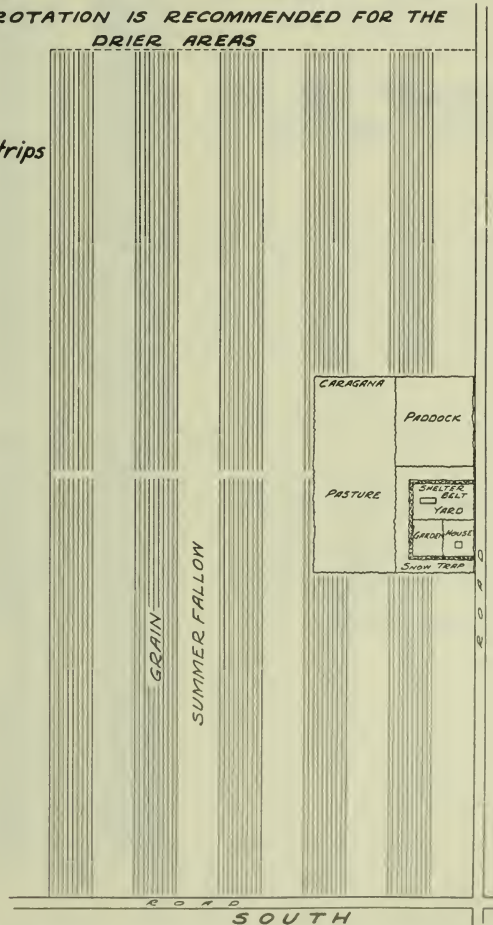 ROTATION IS RECOMMENDED FOR THE
DRIER AREAS
trips
CARAGANA
PADDOCK
PASTURE
SHELTER
BELT
YARD
GARDEN
HOUSE
SNOW TRAP
ROAD
GRAIN
SUMMER FALLOW
ROAD
SOUTH